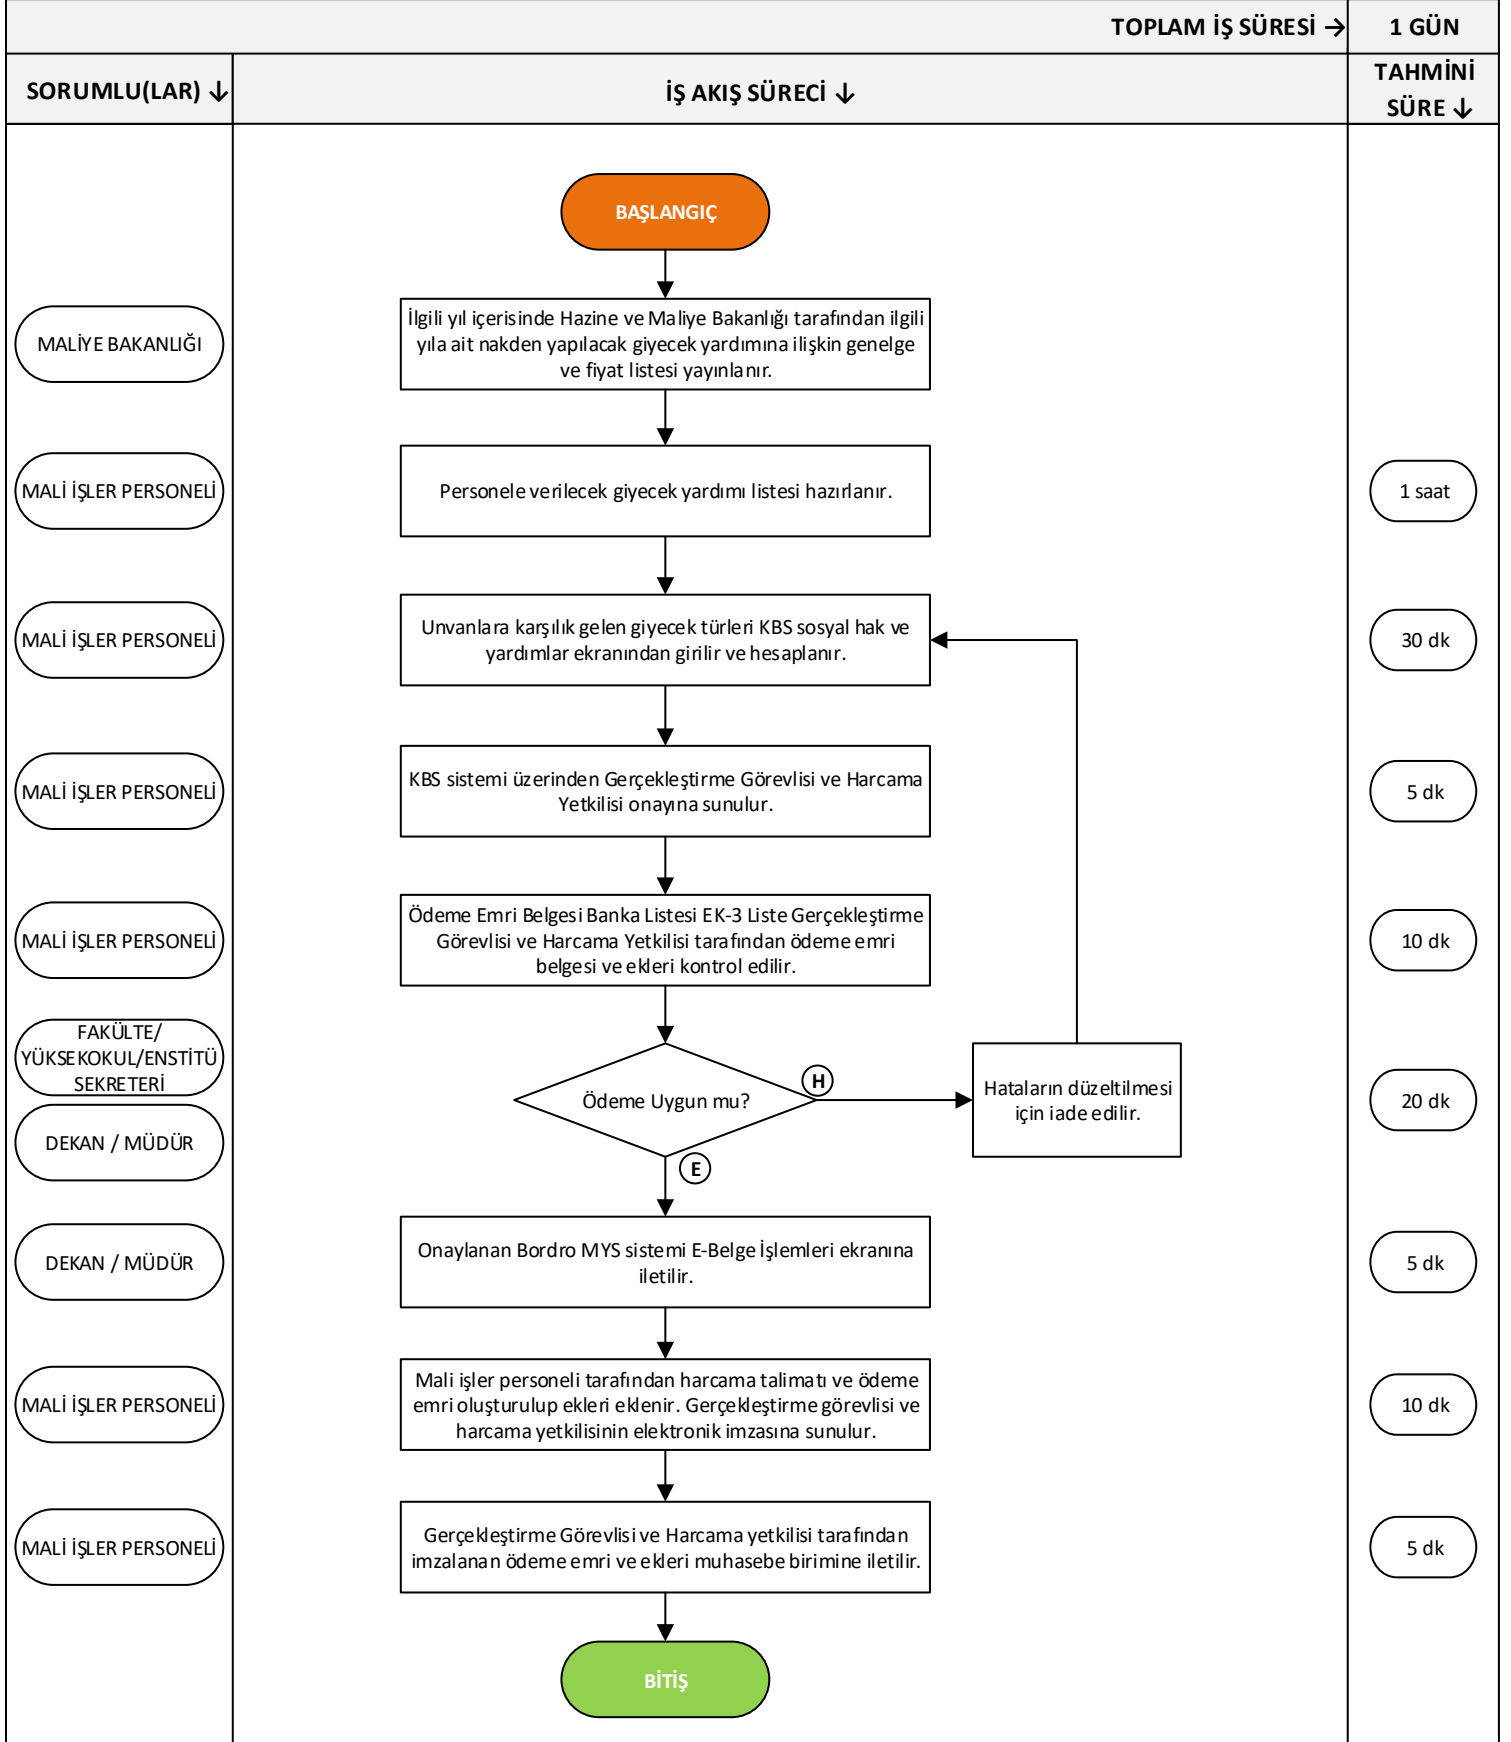 TOPLAM İŞ SÜRESİ →
1 GÜN
SORUMLU(LAR) ↓
İŞ AKIŞ SÜRECİ ↓
TAHMİNİ
SÜRE ↓
BAŞLANGIÇ
MALİYE BAKANLIĞI
İlgili yıl içerisinde Hazine ve Maliye Bakanlığı tarafından ilgili
yıla ait nakden yapılacak giyecek yardımına ilişkin genelge
ve fiyat listesi yayınlanır.
MALİ İŞLER PERSONELİ
Personele verilecek giyecek yardımı listesi hazırlanır.
1 saat
MALİ İŞLER PERSONELİ
Unvanlara karşılık gelen giyecek türleri KBS sosyal hak ve
yardımlar ekranından girilir ve hesaplanır.
30 dk
MALİ İŞLER PERSONELİ
KBS sistemi üzerinden Gerçekleştirme Görevlisi ve Harcama
Yetkilisi onayına sunulur.
5 dk
MALİ İŞLER PERSONELİ
Ödeme Emri Belgesi Banka Listesi EK-3 Liste Gerçekleştirme
Görevlisi ve Harcama Yetkilisi tarafından ödeme emri
belgesi ve ekleri kontrol edilir.
10 dk
FAKÜLTE/
YÜKSEKOKUL/ENSTİTÜ
SEKRETERİ
DEKAN / MÜDÜR
Ödeme Uygun mu?
H
Hataların düzeltilmesi
için iade edilir.
20 dk
E
DEKAN / MÜDÜR
Onaylanan Bordro MYS sistemi E-Belge İşlemleri ekranına
iletilir.
5 dk
MALİ İŞLER PERSONELİ
Mali işler personeli tarafından harcama talimatı ve ödeme
emri oluşturulup ekleri eklenir. Gerçekleştirme görevlisi ve
harcama yetkilisinin elektronik imzasına sunulur.
10 dk
MALİ İŞLER PERSONELİ
Gerçekleştirme Görevlisi ve Harcama yetkilisi tarafından
imzalanan ödeme emri ve ekleri muhasebe birimine iletilir.
5 dk
BİTİŞ